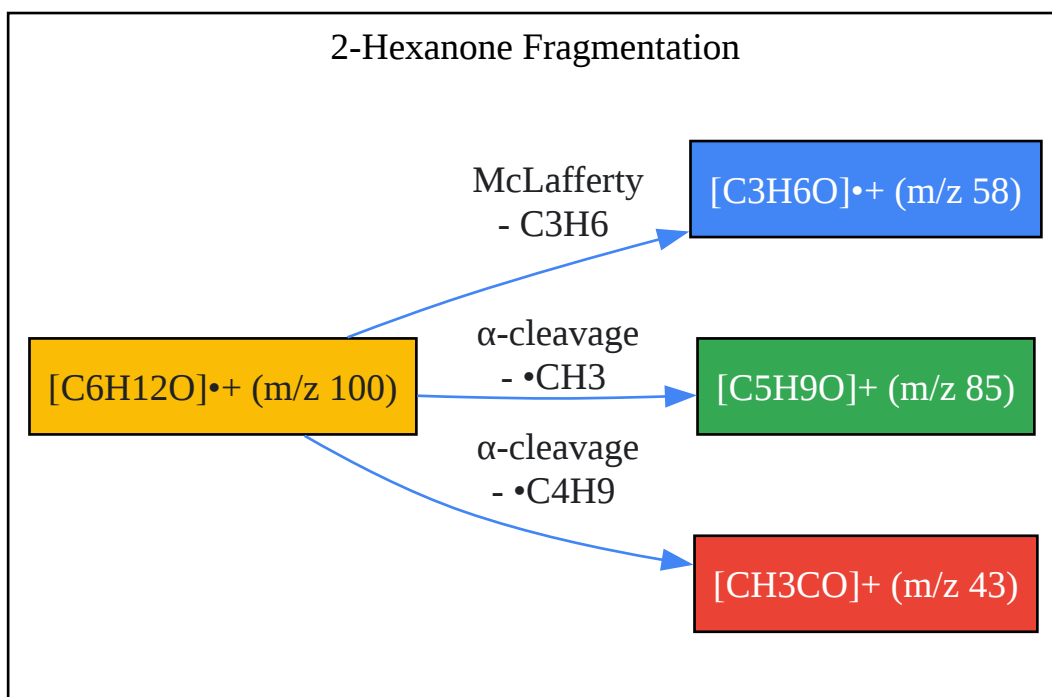 2-Hexanone Fragmentation
McLafferty
- C3H6
[C3H6O]•+ (m/z 58)
α-cleavage
- •CH3
[C6H12O]•+ (m/z 100)
[C5H9O]+ (m/z 85)
α-cleavage
- •C4H9
[CH3CO]+ (m/z 43)